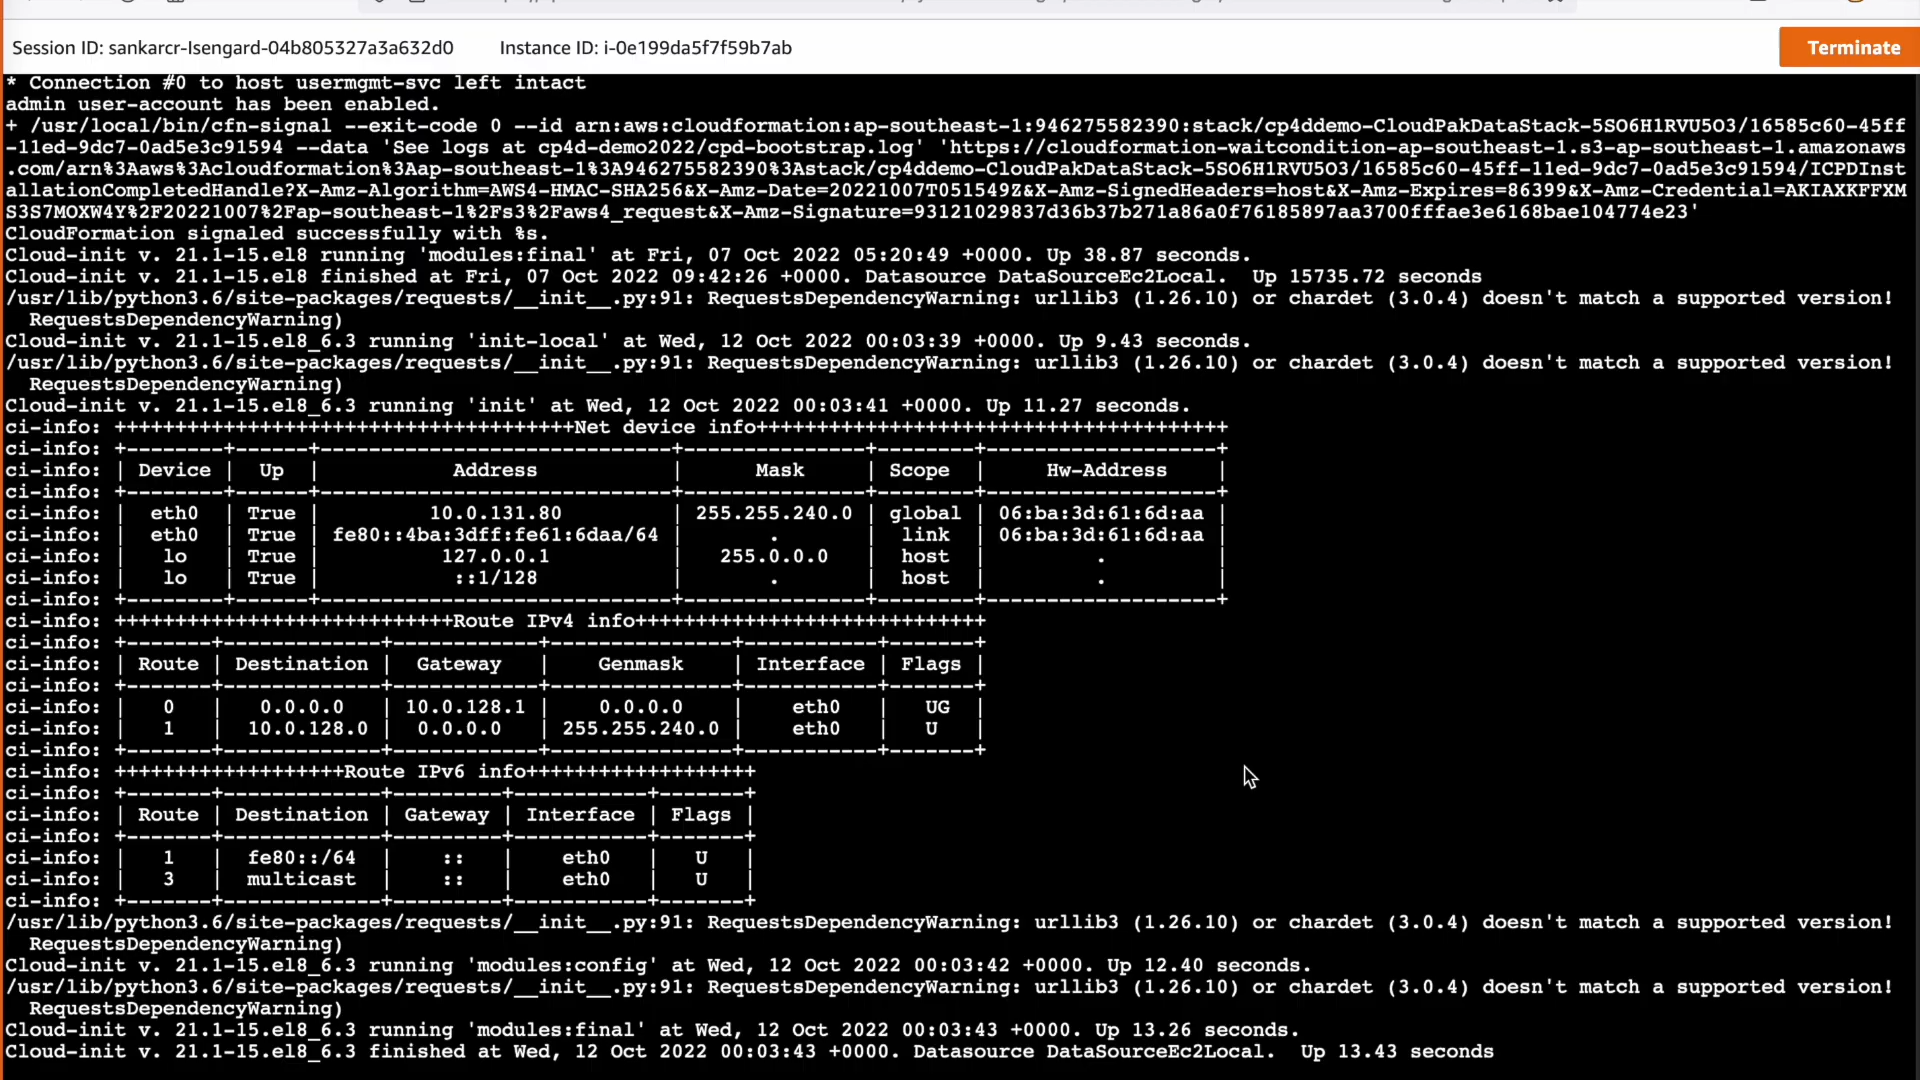 Session ID: sankarcr-Isengard-04b805327a3a632d0 Instance ID: i-0e199da5f7f59b7ab Terminate
* Connection #0 to host usermgmt-svc left intact
admin user-account has been enabled.
+ /usr/local/bin/cfn-signal --exit-code 0 --id arn:aws:cloudformation:ap-southeast-1:946275582390:stack/cp4ddemo-CloudPakDataStack-5SO6H1RVU5O3/16585c60-45ff
-11ed-9dc7-0ad5e3c91594 --data 'See logs at cp4d-demo2022/cpd-bootstrap.log' 'https://cloudformation-waitcondition-ap-southeast-1.s3-ap-southeast-1.amazonaws
.com/arn%3Aaws%3Acloudformation%3Aap-southeast-1%3A946275582390%3Astack/cp4ddemo-CloudPakDataStack-5SO6H1RVU5O3/16585c60-45ff-11ed-9dc7-0ad5e3c91594/ICPDInst
allationCompletedHandle?X-Amz-Algorithm=AWS4-HMAC-SHA256&X-Amz-Date=20221007T051549Z&X-Amz-SignedHeaders=host&X-Amz-Expires=86399&X-Amz-Credential=AKIAXKFFXM
S3S7MOXW4Y%2F20221007%2Fap-southeast-1%2Fs3%2Faws4_request&X-Amz-Signature=93121029837d36b37b271a86a0f76185897aa3700fffae3e6168bae104774e23'
CloudFormation signaled successfully with %s.
Cloud-init v. 21.1-15.el8 running 'modules:final' at Fri, 07 Oct 2022 05:20:49 +0000. Up 38.87 seconds.
Cloud-init v. 21.1-15.el8 finished at Fri, 07 Oct 2022 09:42:26 +0000. Datasource DataSourceEc2Local.  Up 15735.72 seconds
/usr/lib/python3.6/site-packages/requests/__init__.py:91: RequestsDependencyWarning: urllib3 (1.26.10) or chardet (3.0.4) doesn't match a supported version!
  RequestsDependencyWarning)
Cloud-init v. 21.1-15.el8_6.3 running 'init-local' at Wed, 12 Oct 2022 00:03:39 +0000. Up 9.43 seconds.
/usr/lib/python3.6/site-packages/requests/__init__.py:91: RequestsDependencyWarning: urllib3 (1.26.10) or chardet (3.0.4) doesn't match a supported version!
  RequestsDependencyWarning)
Cloud-init v. 21.1-15.el8_6.3 running 'init' at Wed, 12 Oct 2022 00:03:41 +0000. Up 11.27 seconds.
ci-info: ++++++++++++++++++++++++++++++++++++++Net device info+++++++++++++++++++++++++++++++++++++++
ci-info: +--------+------+-----------------------------+---------------+--------+-------------------+
ci-info: | Device |  Up  |           Address           |      Mask     | Scope  |     Hw-Address    |
ci-info: +--------+------+-----------------------------+---------------+--------+-------------------+
ci-info: |  eth0  | True |         10.0.131.80         | 255.255.240.0 | global | 06:ba:3d:61:6d:aa |
ci-info: |  eth0  | True | fe80::4ba:3dff:fe61:6daa/64 |       .       |  link  | 06:ba:3d:61:6d:aa |
ci-info: |   lo   | True |          127.0.0.1          |   255.0.0.0   |  host  |         .         |
ci-info: |   lo   | True |           ::1/128           |       .       |  host  |         .         |
ci-info: +--------+------+-----------------------------+---------------+--------+-------------------+
ci-info: ++++++++++++++++++++++++++++Route IPv4 info+++++++++++++++++++++++++++++
ci-info: +-------+-------------+------------+---------------+-----------+-------+
ci-info: | Route | Destination |  Gateway   |    Genmask    | Interface | Flags |
ci-info: +-------+-------------+------------+---------------+-----------+-------+
ci-info: |   0   |   0.0.0.0   | 10.0.128.1 |    0.0.0.0    |    eth0   |   UG  |
ci-info: |   1   |  10.0.128.0 |  0.0.0.0   | 255.255.240.0 |    eth0   |   U   |
ci-info: +-------+-------------+------------+---------------+-----------+-------+
ci-info: +++++++++++++++++++Route IPv6 info+++++++++++++++++++
ci-info: +-------+-------------+---------+-----------+-------+
ci-info: | Route | Destination | Gateway | Interface | Flags |
ci-info: +-------+-------------+---------+-----------+-------+
ci-info: |   1   |  fe80::/64  |    ::   |    eth0   |   U   |
ci-info: |   3   |  multicast  |    ::   |    eth0   |   U   |
ci-info: +-------+-------------+---------+-----------+-------+
/usr/lib/python3.6/site-packages/requests/__init__.py:91: RequestsDependencyWarning: urllib3 (1.26.10) or chardet (3.0.4) doesn't match a supported version!
  RequestsDependencyWarning)
Cloud-init v. 21.1-15.el8_6.3 running 'modules:config' at Wed, 12 Oct 2022 00:03:42 +0000. Up 12.40 seconds.
/usr/lib/python3.6/site-packages/requests/__init__.py:91: RequestsDependencyWarning: urllib3 (1.26.10) or chardet (3.0.4) doesn't match a supported version!
  RequestsDependencyWarning)
Cloud-init v. 21.1-15.el8_6.3 running 'modules:final' at Wed, 12 Oct 2022 00:03:43 +0000. Up 13.26 seconds.
Cloud-init v. 21.1-15.el8_6.3 finished at Wed, 12 Oct 2022 00:03:43 +0000. Datasource DataSourceEc2Local.  Up 13.43 seconds